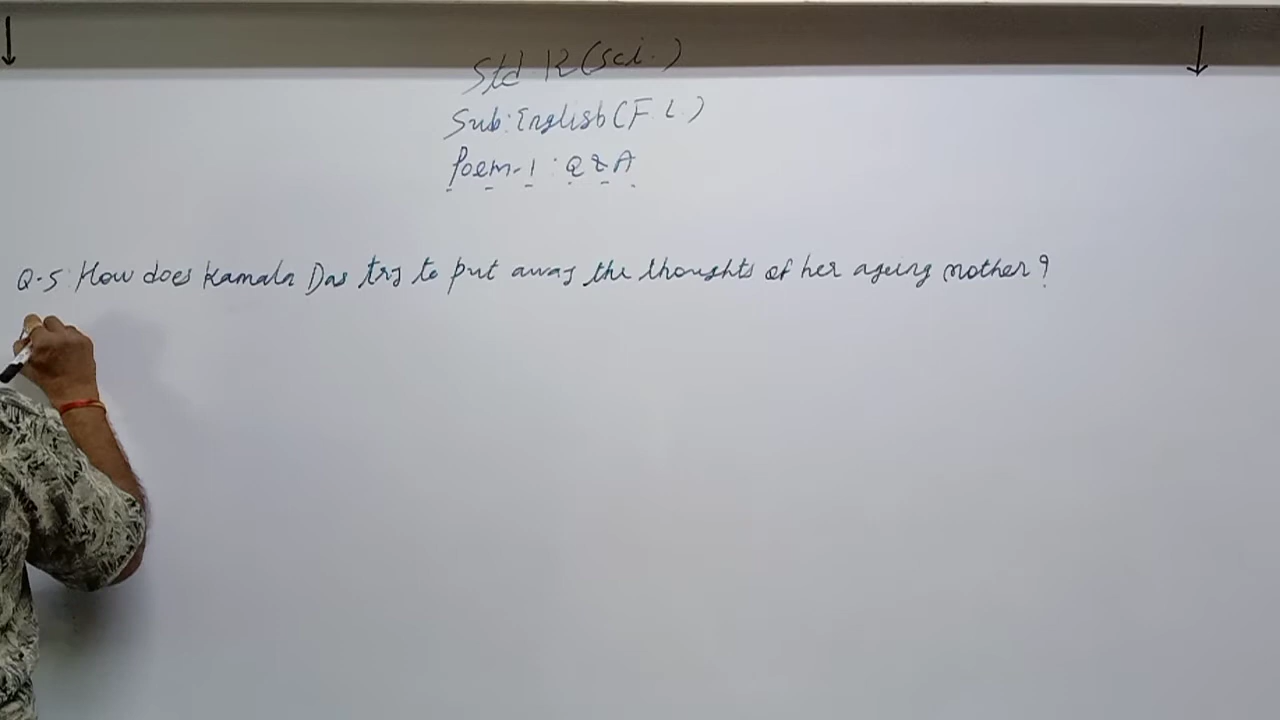 Std 12 (Sci.)
Sub: English (F.L.)
Poem-1: Q & A
Q-5 How does Kamala Das try to put away the thoughts of her ageing mother?